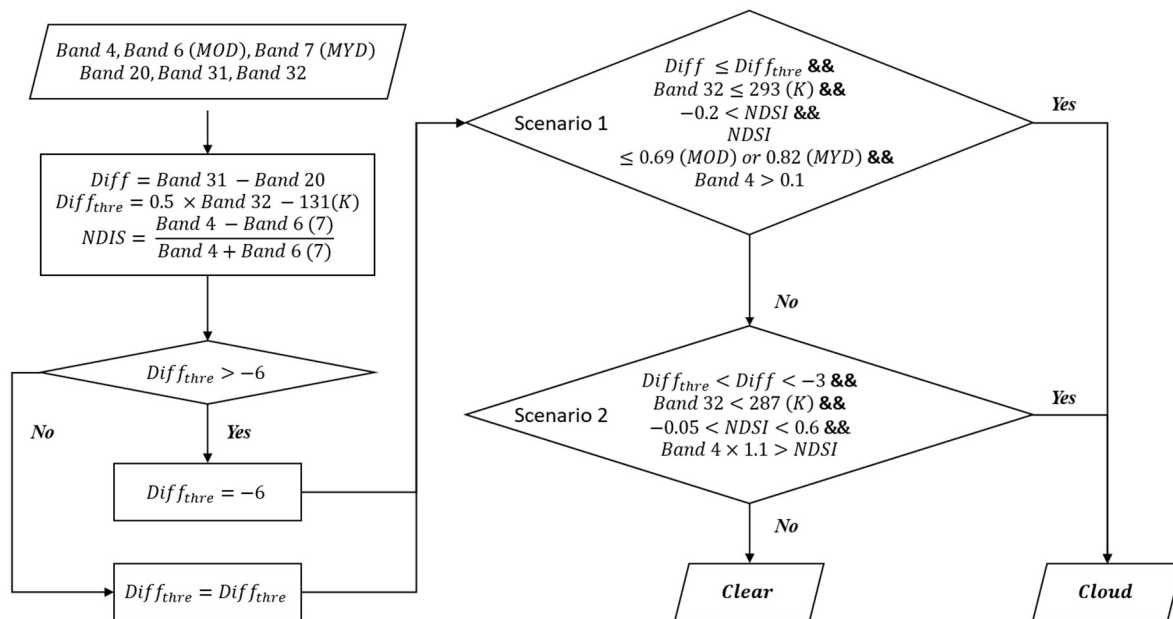 Band 4, Band 6 (MOD), Band 7 (MYD)
Band 20, Band 31, Band 32
Diff = Band 31 − Band 20
Diff_thre = 0.5 × Band 32 − 131(K)
NDIS = (Band 4 − Band 6 (7)) / (Band 4 + Band 6 (7))
Diff_thre > −6
No
Yes
Diff_thre = −6
Diff_thre = Diff_thre
Scenario 1
Diff ≤ Diff_thre &&
Band 32 ≤ 293 (K) &&
−0.2 < NDSI &&
NDSI
≤ 0.69 (MOD) or 0.82 (MYD) &&
Band 4 > 0.1
Yes
No
Scenario 2
Diff_thre < Diff < −3 &&
Band 32 < 287 (K) &&
−0.05 < NDSI < 0.6 &&
Band 4 × 1.1 > NDSI
Yes
No
Clear
Cloud